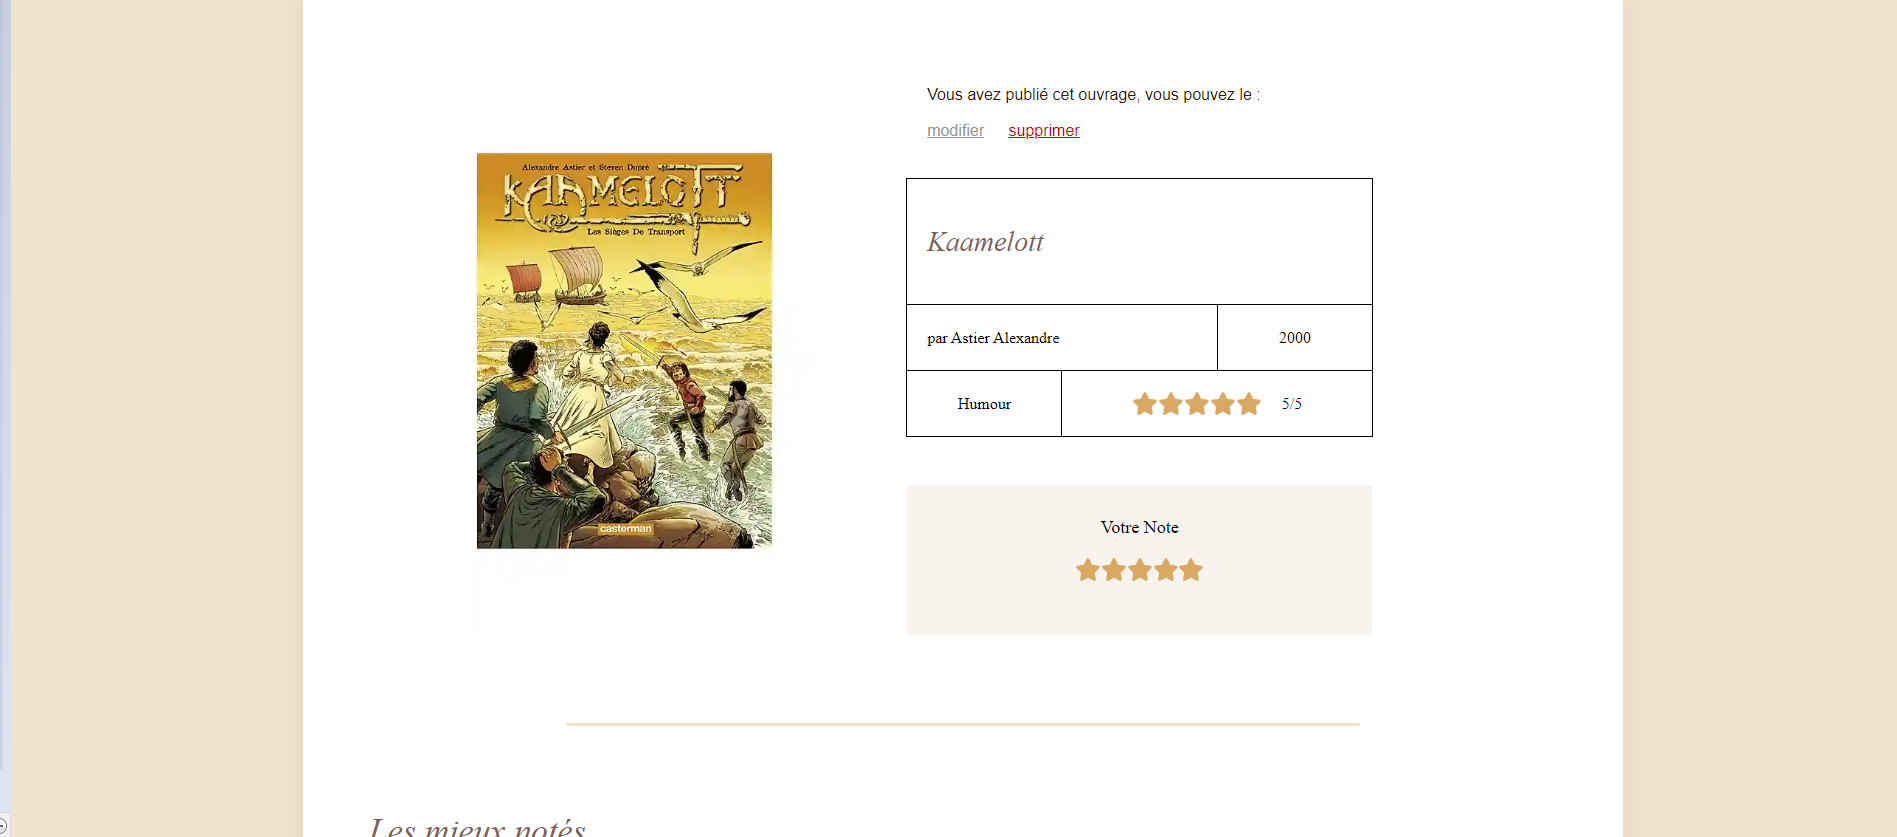 Vous avez publié cet ouvrage, vous pouvez le :
modifier supprimer
Alexandre Astier et Steven Dupré
KAAMELOTT
Les Sièges De Transport
casterman
Kaamelott
par Astier Alexandre 2000
Humour 5/5
Votre Note
Les mieux notés